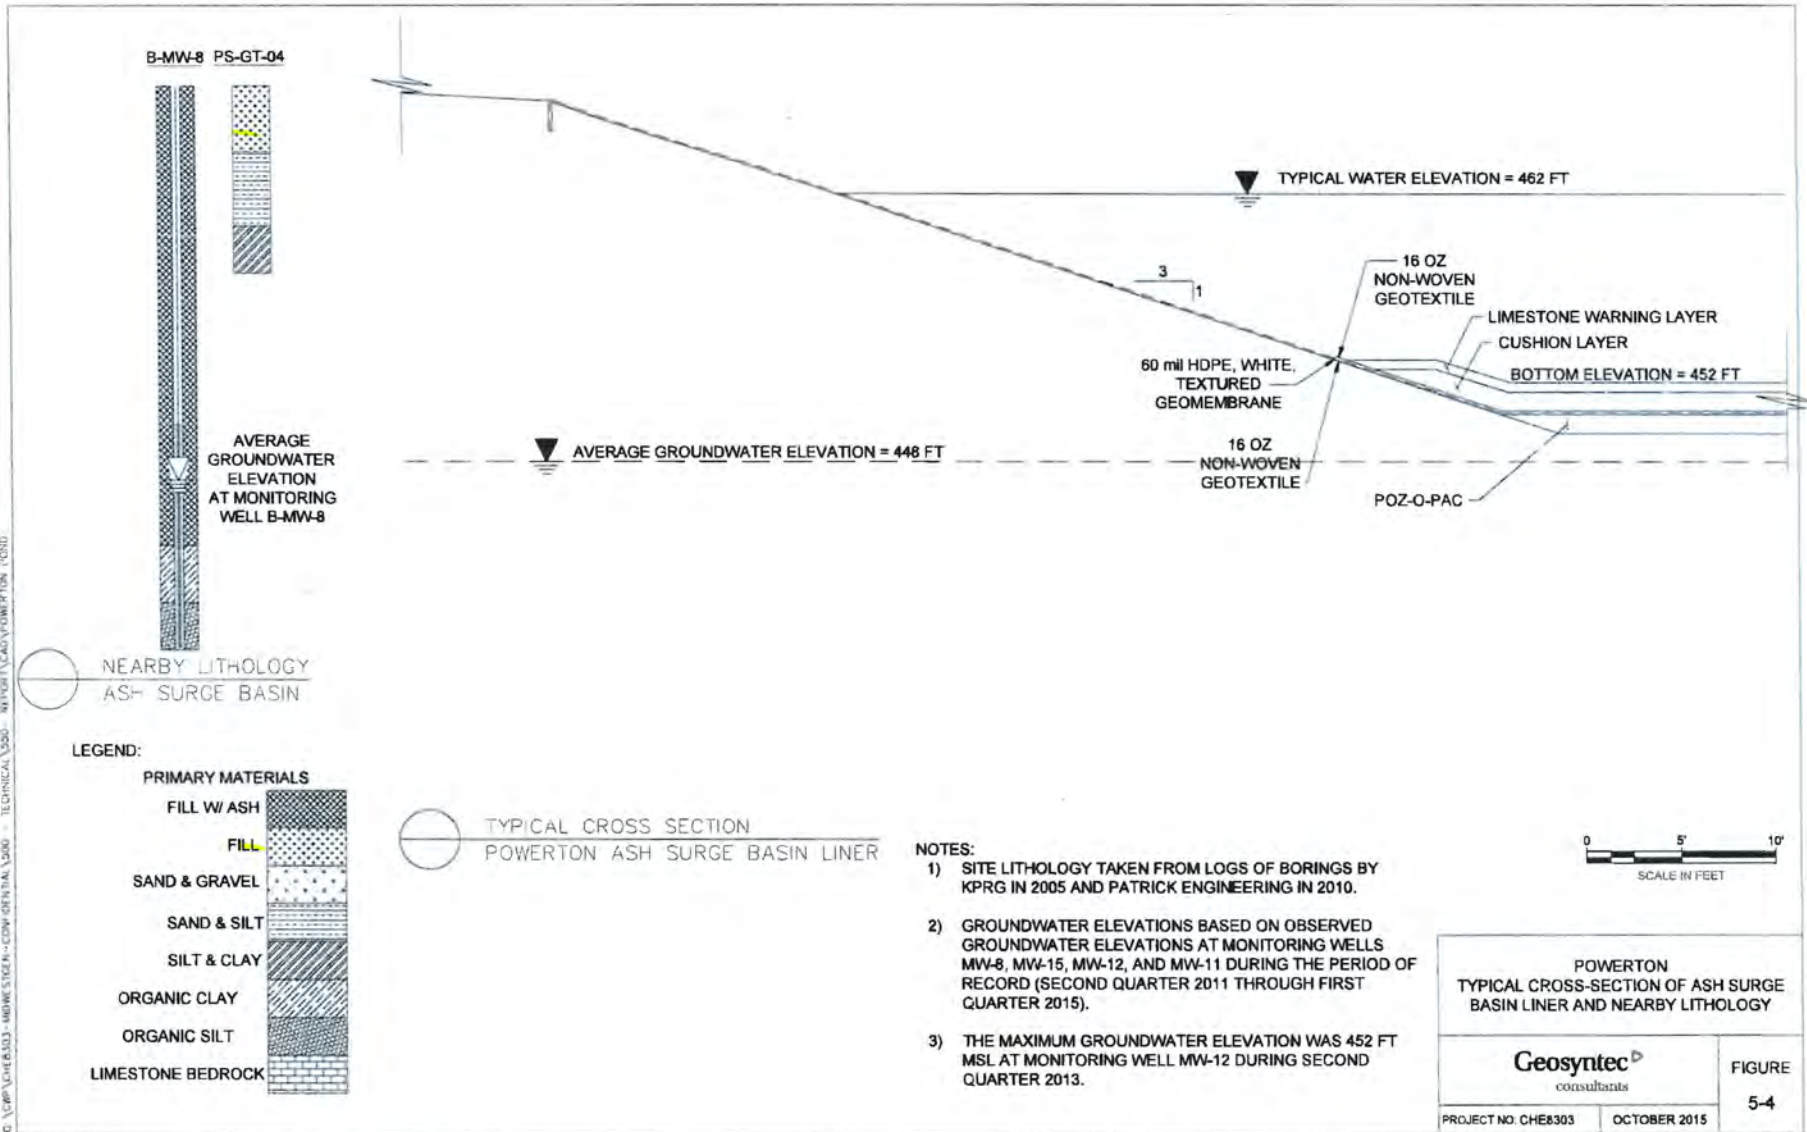 B-MW-8 PS-GT-04
TYPICAL WATER ELEVATION = 462 FT
3
1
16 OZ
NON-WOVEN
GEOTEXTILE
LIMESTONE WARNING LAYER
CUSHION LAYER
BOTTOM ELEVATION = 452 FT
60 mil HDPE, WHITE,
TEXTURED
GEOMEMBRANE
16 OZ
NON-WOVEN
GEOTEXTILE
POZ-O-PAC
AVERAGE GROUNDWATER ELEVATION = 448 FT
AVERAGE
GROUNDWATER
ELEVATION
AT MONITORING
WELL B-MW-8
NEARBY LITHOLOGY
ASH SURGE BASIN
LEGEND:
PRIMARY MATERIALS
FILL W/ ASH
FILL
SAND & GRAVEL
SAND & SILT
SILT & CLAY
ORGANIC CLAY
ORGANIC SILT
LIMESTONE BEDROCK
TYPICAL CROSS SECTION
POWERTON ASH SURGE BASIN LINER
NOTES:
1) SITE LITHOLOGY TAKEN FROM LOGS OF BORINGS BY
KPRG IN 2005 AND PATRICK ENGINEERING IN 2010.
2) GROUNDWATER ELEVATIONS BASED ON OBSERVED
GROUNDWATER ELEVATIONS AT MONITORING WELLS
MW-8, MW-15, MW-12, AND MW-11 DURING THE PERIOD OF
RECORD (SECOND QUARTER 2011 THROUGH FIRST
QUARTER 2015).
3) THE MAXIMUM GROUNDWATER ELEVATION WAS 452 FT
MSL AT MONITORING WELL MW-12 DURING SECOND
QUARTER 2013.
0 5' 10'
SCALE IN FEET
POWERTON
TYPICAL CROSS-SECTION OF ASH SURGE
BASIN LINER AND NEARBY LITHOLOGY
Geosyntec
consultants
FIGURE
5-4
PROJECT NO: CHE8303
OCTOBER 2015